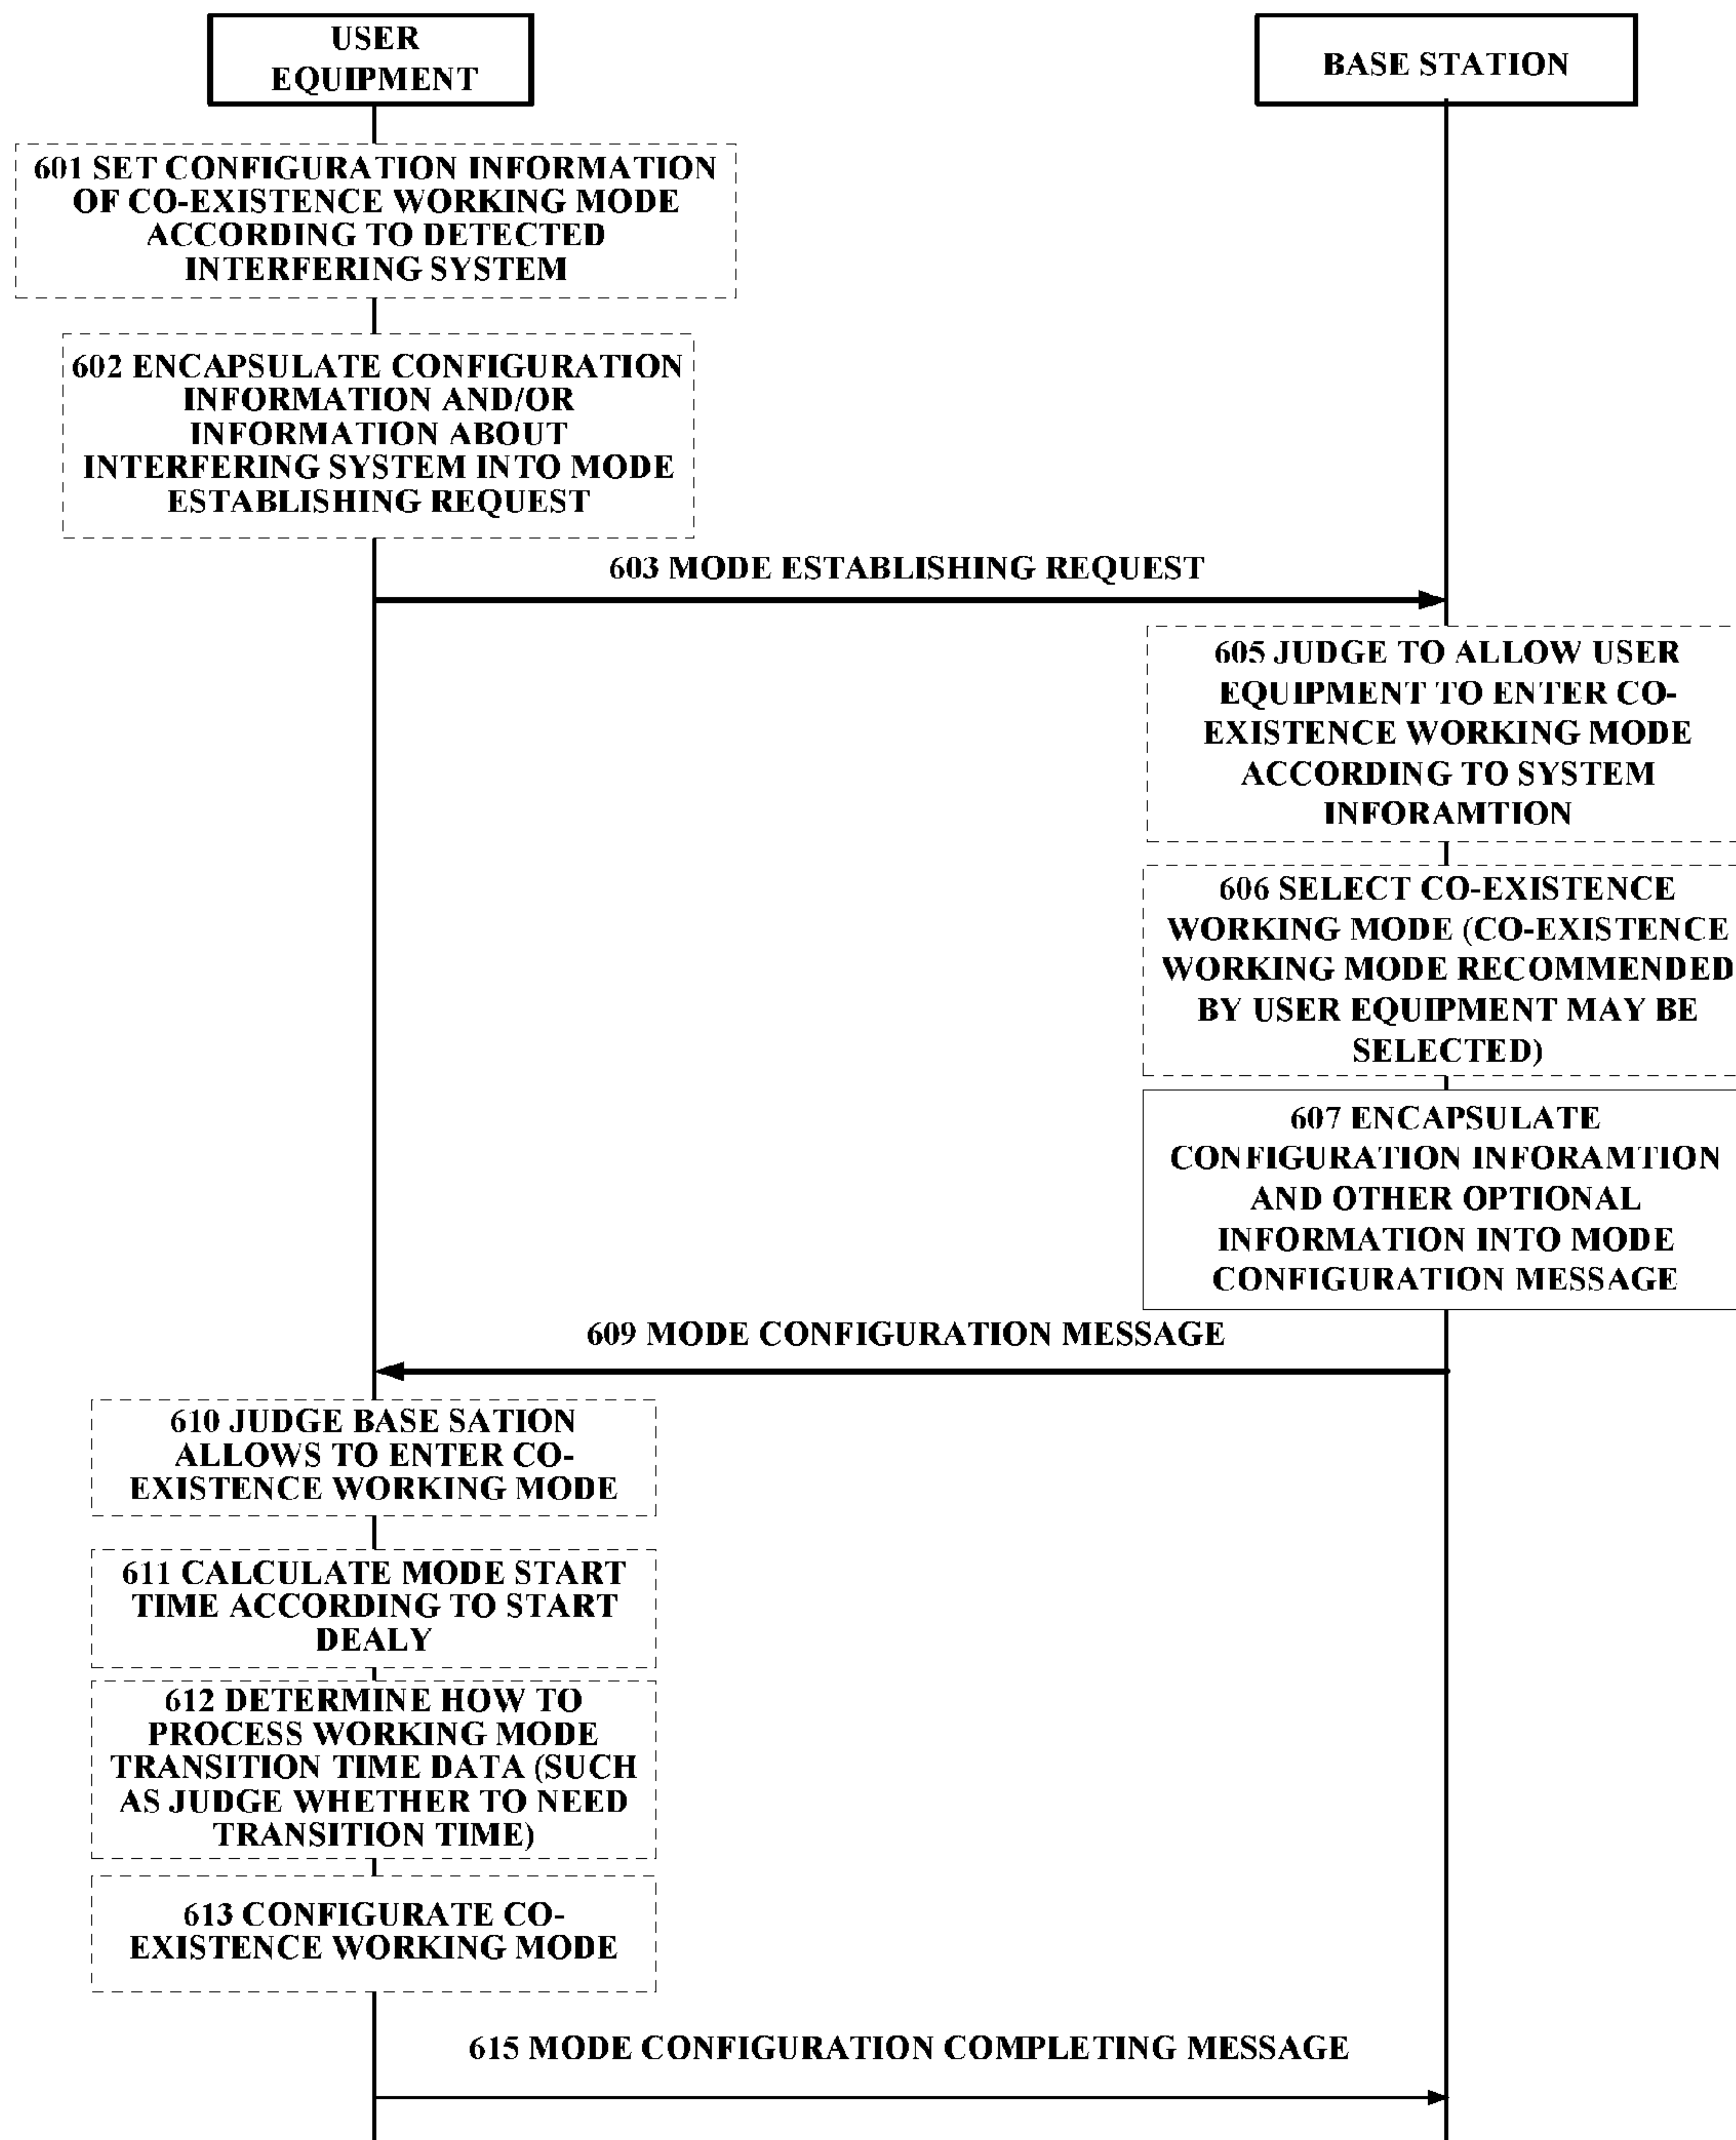 USER
EQUIPMENT
BASE STATION
601 SET CONFIGURATION INFORMATION
OF CO-EXISTENCE WORKING MODE
ACCORDING TO DETECTED
INTERFERING SYSTEM
602 ENCAPSULATE CONFIGURATION
INFORMATION AND/OR
INFORMATION ABOUT
INTERFERING SYSTEM INTO MODE
ESTABLISHING REQUEST
603 MODE ESTABLISHING REQUEST
605 JUDGE TO ALLOW USER
EQUIPMENT TO ENTER CO-
EXISTENCE WORKING MODE
ACCORDING TO SYSTEM
INFORAMTION
606 SELECT CO-EXISTENCE
WORKING MODE (CO-EXISTENCE
WORKING MODE RECOMMENDED
BY USER EQUIPMENT MAY BE
SELECTED)
607 ENCAPSULATE
CONFIGURATION INFORAMTION
AND OTHER OPTIONAL
INFORMATION INTO MODE
CONFIGURATION MESSAGE
609 MODE CONFIGURATION MESSAGE
610 JUDGE BASE SATION
ALLOWS TO ENTER CO-
EXISTENCE WORKING MODE
611 CALCULATE MODE START
TIME ACCORDING TO START
DEALY
612 DETERMINE HOW TO
PROCESS WORKING MODE
TRANSITION TIME DATA (SUCH
AS JUDGE WHETHER TO NEED
TRANSITION TIME)
613 CONFIGURATE CO-
EXISTENCE WORKING MODE
615 MODE CONFIGURATION COMPLETING MESSAGE